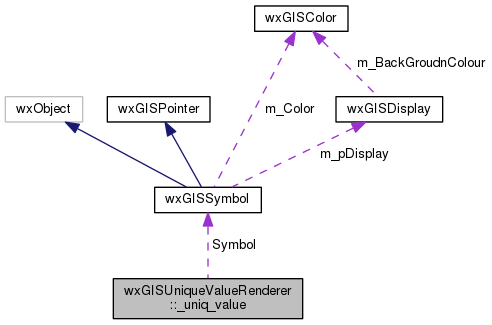 wxGISColor
m_BackGroudnColour
wxObject
wxGISPointer
m_Color
wxGISDisplay
m_pDisplay
wxGISSymbol
Symbol
wxGISUniqueValueRenderer
::_uniq_value